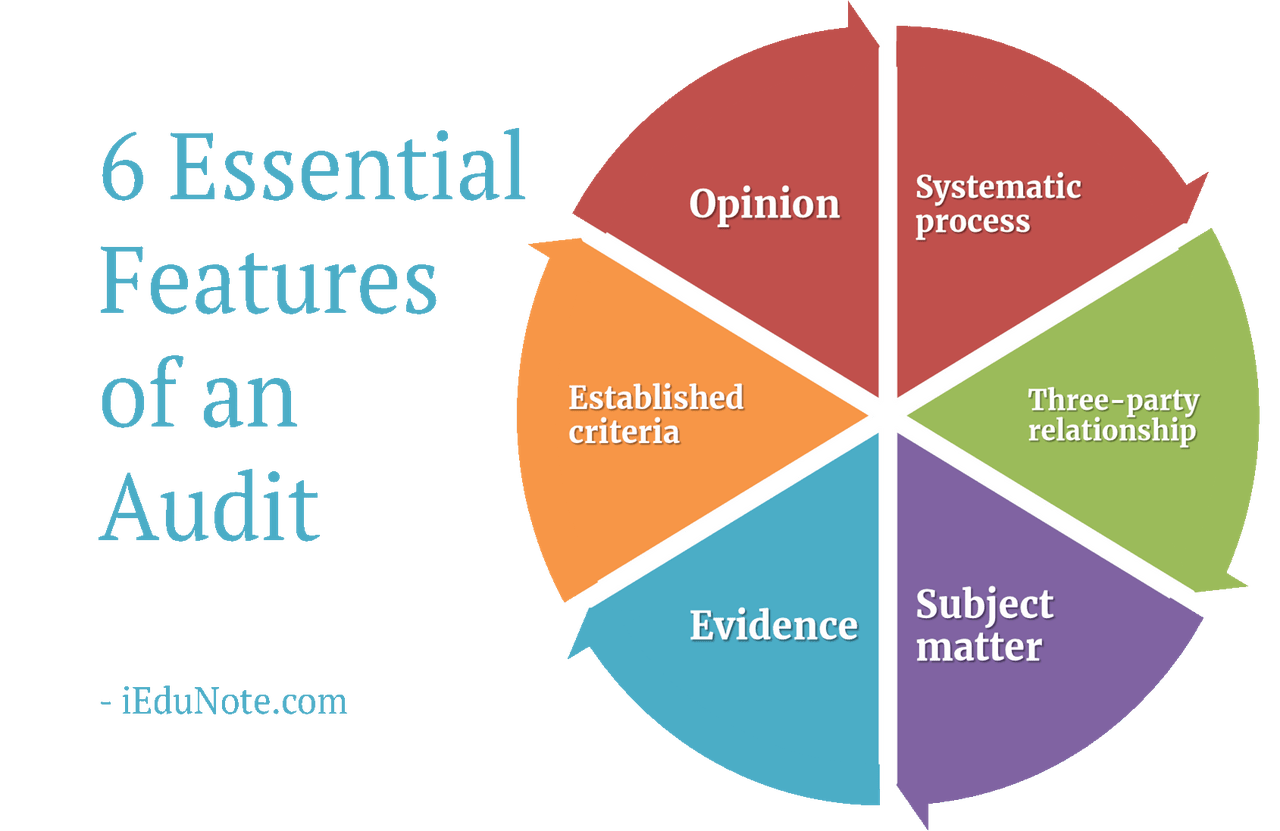 6 Essential
Features
of an
Audit
- iEduNote.com
Opinion
Systematic
process
Three-party
relationship
Subject
matter
Evidence
Established
criteria